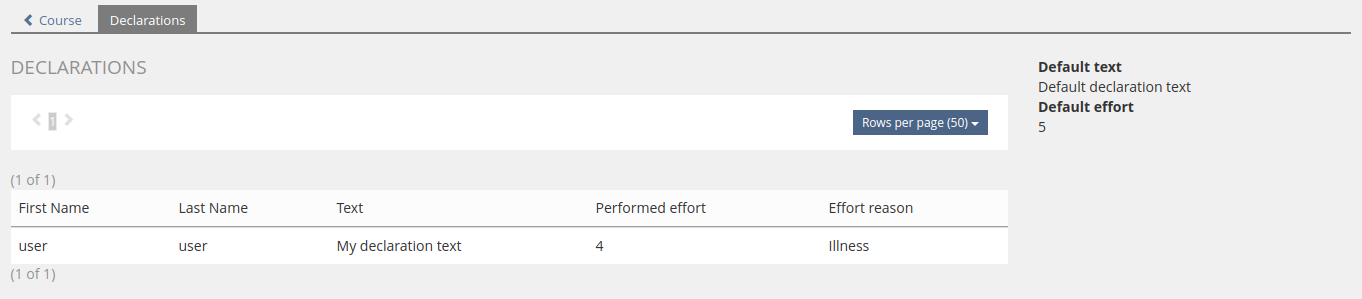 Course Declarations
DECLARATIONS
1
Rows per page (50)
(1 of 1)
First Name Last Name Text Performed effort Effort reason
user user My declaration text 4 Illness
(1 of 1)
Default text
Default declaration text
Default effort
5